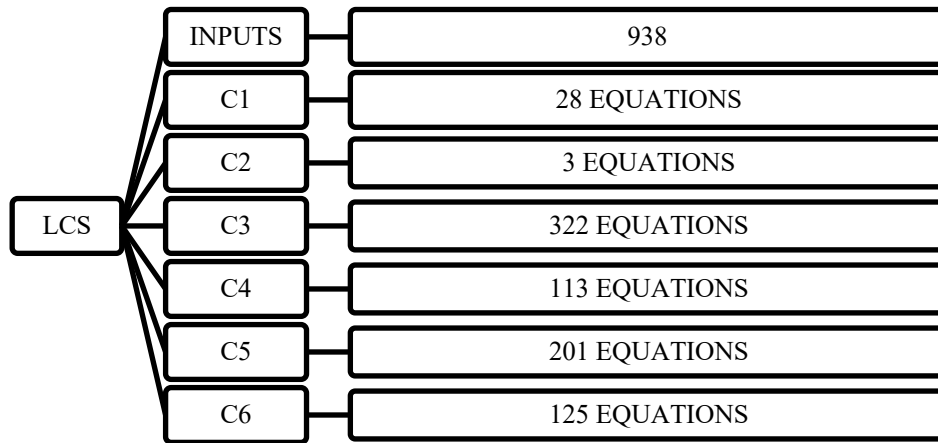 INPUTS 938
C1 28 EQUATIONS
C2 3 EQUATIONS
LCS C3 322 EQUATIONS
C4 113 EQUATIONS
C5 201 EQUATIONS
C6 125 EQUATIONS